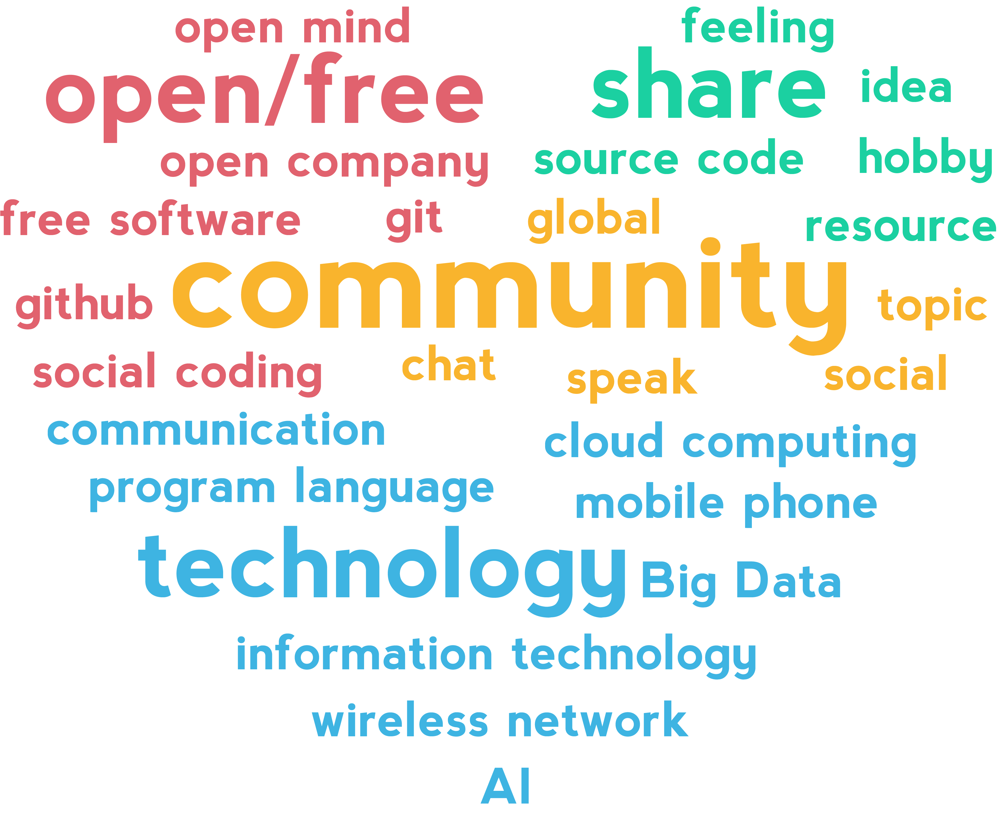 open mind
feeling
open/free
share
idea
open company
source code
hobby
free software
git
global
resource
community
github
topic
social coding
chat
speak
social
communication
cloud computing
program language
mobile phone
technology
Big Data
information technology
wireless network
AI